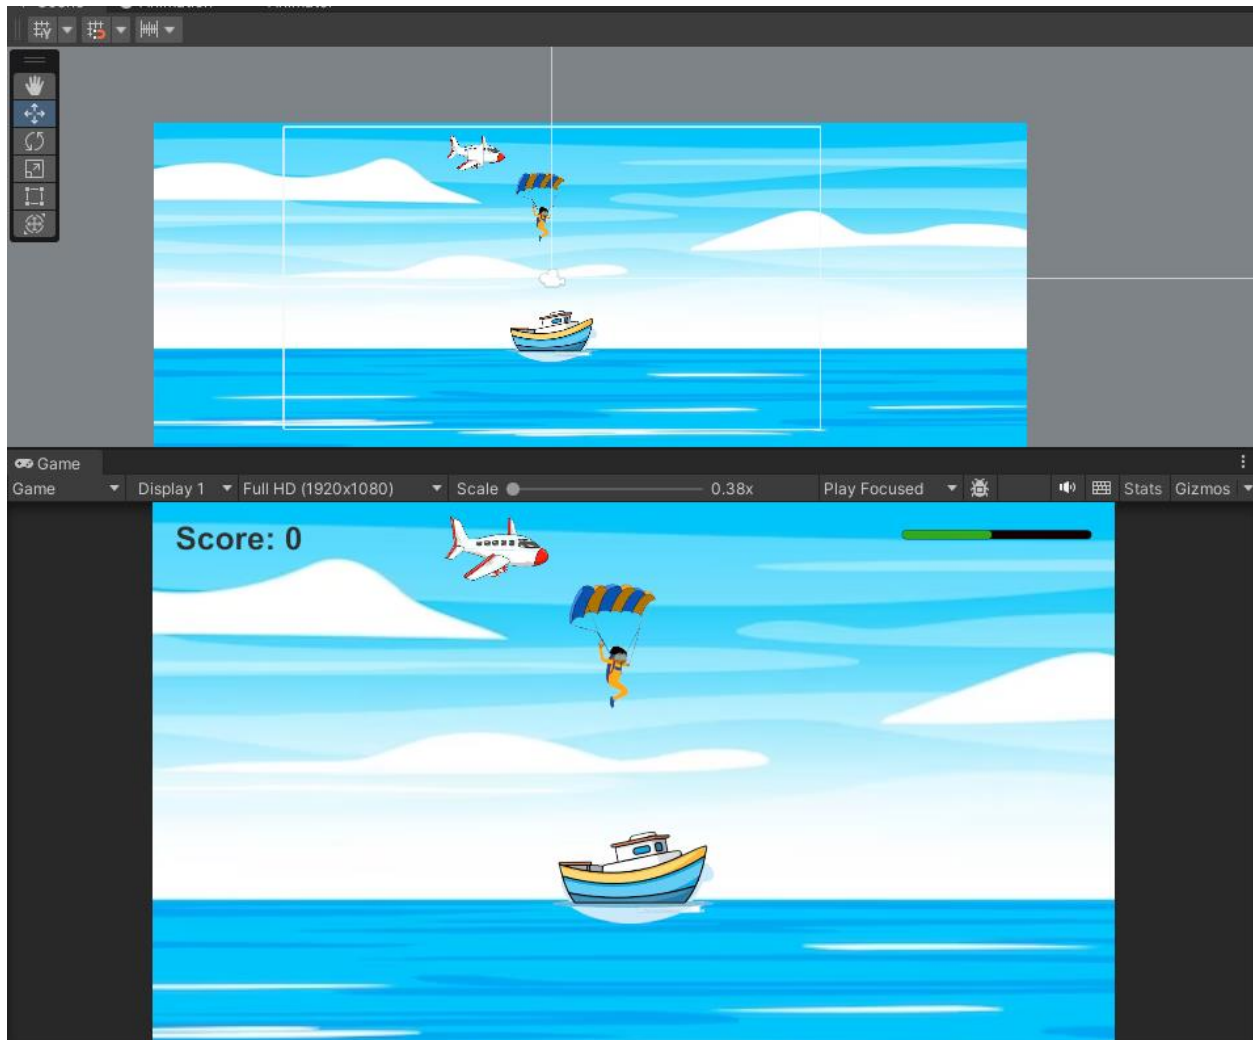 Game
Game Display 1 Full HD (1920x1080) Scale 0.38x Play Focused Stats Gizmos
Score: 0